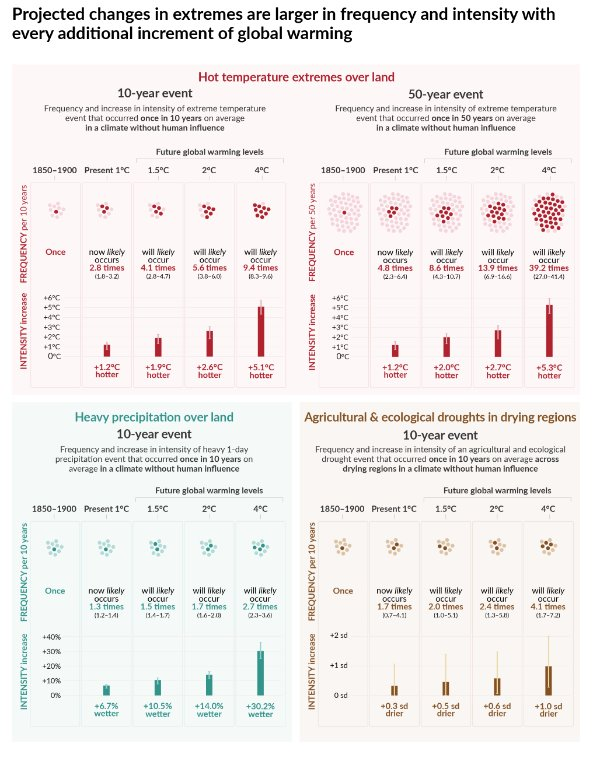 Projected changes in extremes are larger in frequency and intensity with
every additional increment of global warming
Hot temperature extremes over land
10-year event
Frequency and increase in intensity of extreme temperature
event that occurred once in 10 years on average
in a climate without human influence
Future global warming levels
1850–1900 Present 1°C 1.5°C 2°C 4°C
FREQUENCY per 10 years
Once
now likely occurs 2.8 times (1.8–3.2)
will likely occur 4.1 times (2.8–4.7)
will likely occur 5.6 times (3.8–6.0)
will likely occur 9.4 times (8.3–9.6)
INTENSITY increase
+6°C
+5°C
+4°C
+3°C
+2°C
+1°C
0°C
+1.2°C hotter
+1.9°C hotter
+2.6°C hotter
+5.1°C hotter
50-year event
Frequency and increase in intensity of extreme temperature
event that occurred once in 50 years on average
in a climate without human influence
Future global warming levels
1850–1900 Present 1°C 1.5°C 2°C 4°C
FREQUENCY per 50 years
Once
now likely occurs 4.8 times (2.3–6.4)
will likely occur 8.6 times (4.3–10.7)
will likely occur 13.9 times (6.9–16.6)
will likely occur 39.2 times (27.0–41.4)
INTENSITY increase
+6°C
+5°C
+4°C
+3°C
+2°C
+1°C
0°C
+1.2°C hotter
+2.0°C hotter
+2.7°C hotter
+5.3°C hotter
Heavy precipitation over land
10-year event
Frequency and increase in intensity of heavy 1-day
precipitation event that occurred once in 10 years on
average in a climate without human influence
Future global warming levels
1850–1900 Present 1°C 1.5°C 2°C 4°C
FREQUENCY per 10 years
Once
now likely occurs 1.3 times (1.2–1.4)
will likely occur 1.5 times (1.4–1.7)
will likely occur 1.7 times (1.6–2.0)
will likely occur 2.7 times (2.3–3.6)
INTENSITY increase
+40%
+30%
+20%
+10%
0%
+6.7% wetter
+10.5% wetter
+14.0% wetter
+30.2% wetter
Agricultural & ecological droughts in drying regions
10-year event
Frequency and increase in intensity of an agricultural and ecological
drought event that occurred once in 10 years on average across
drying regions in a climate without human influence
Future global warming levels
1850–1900 Present 1°C 1.5°C 2°C 4°C
FREQUENCY per 10 years
Once
now likely occurs 1.7 times (0.7–4.1)
will likely occur 2.0 times (1.0–5.1)
will likely occur 2.4 times (1.3–5.8)
will likely occur 4.1 times (1.7–7.2)
INTENSITY increase
+2 sd
+1 sd
0 sd
+0.3 sd drier
+0.5 sd drier
+0.6 sd drier
+1.0 sd drier